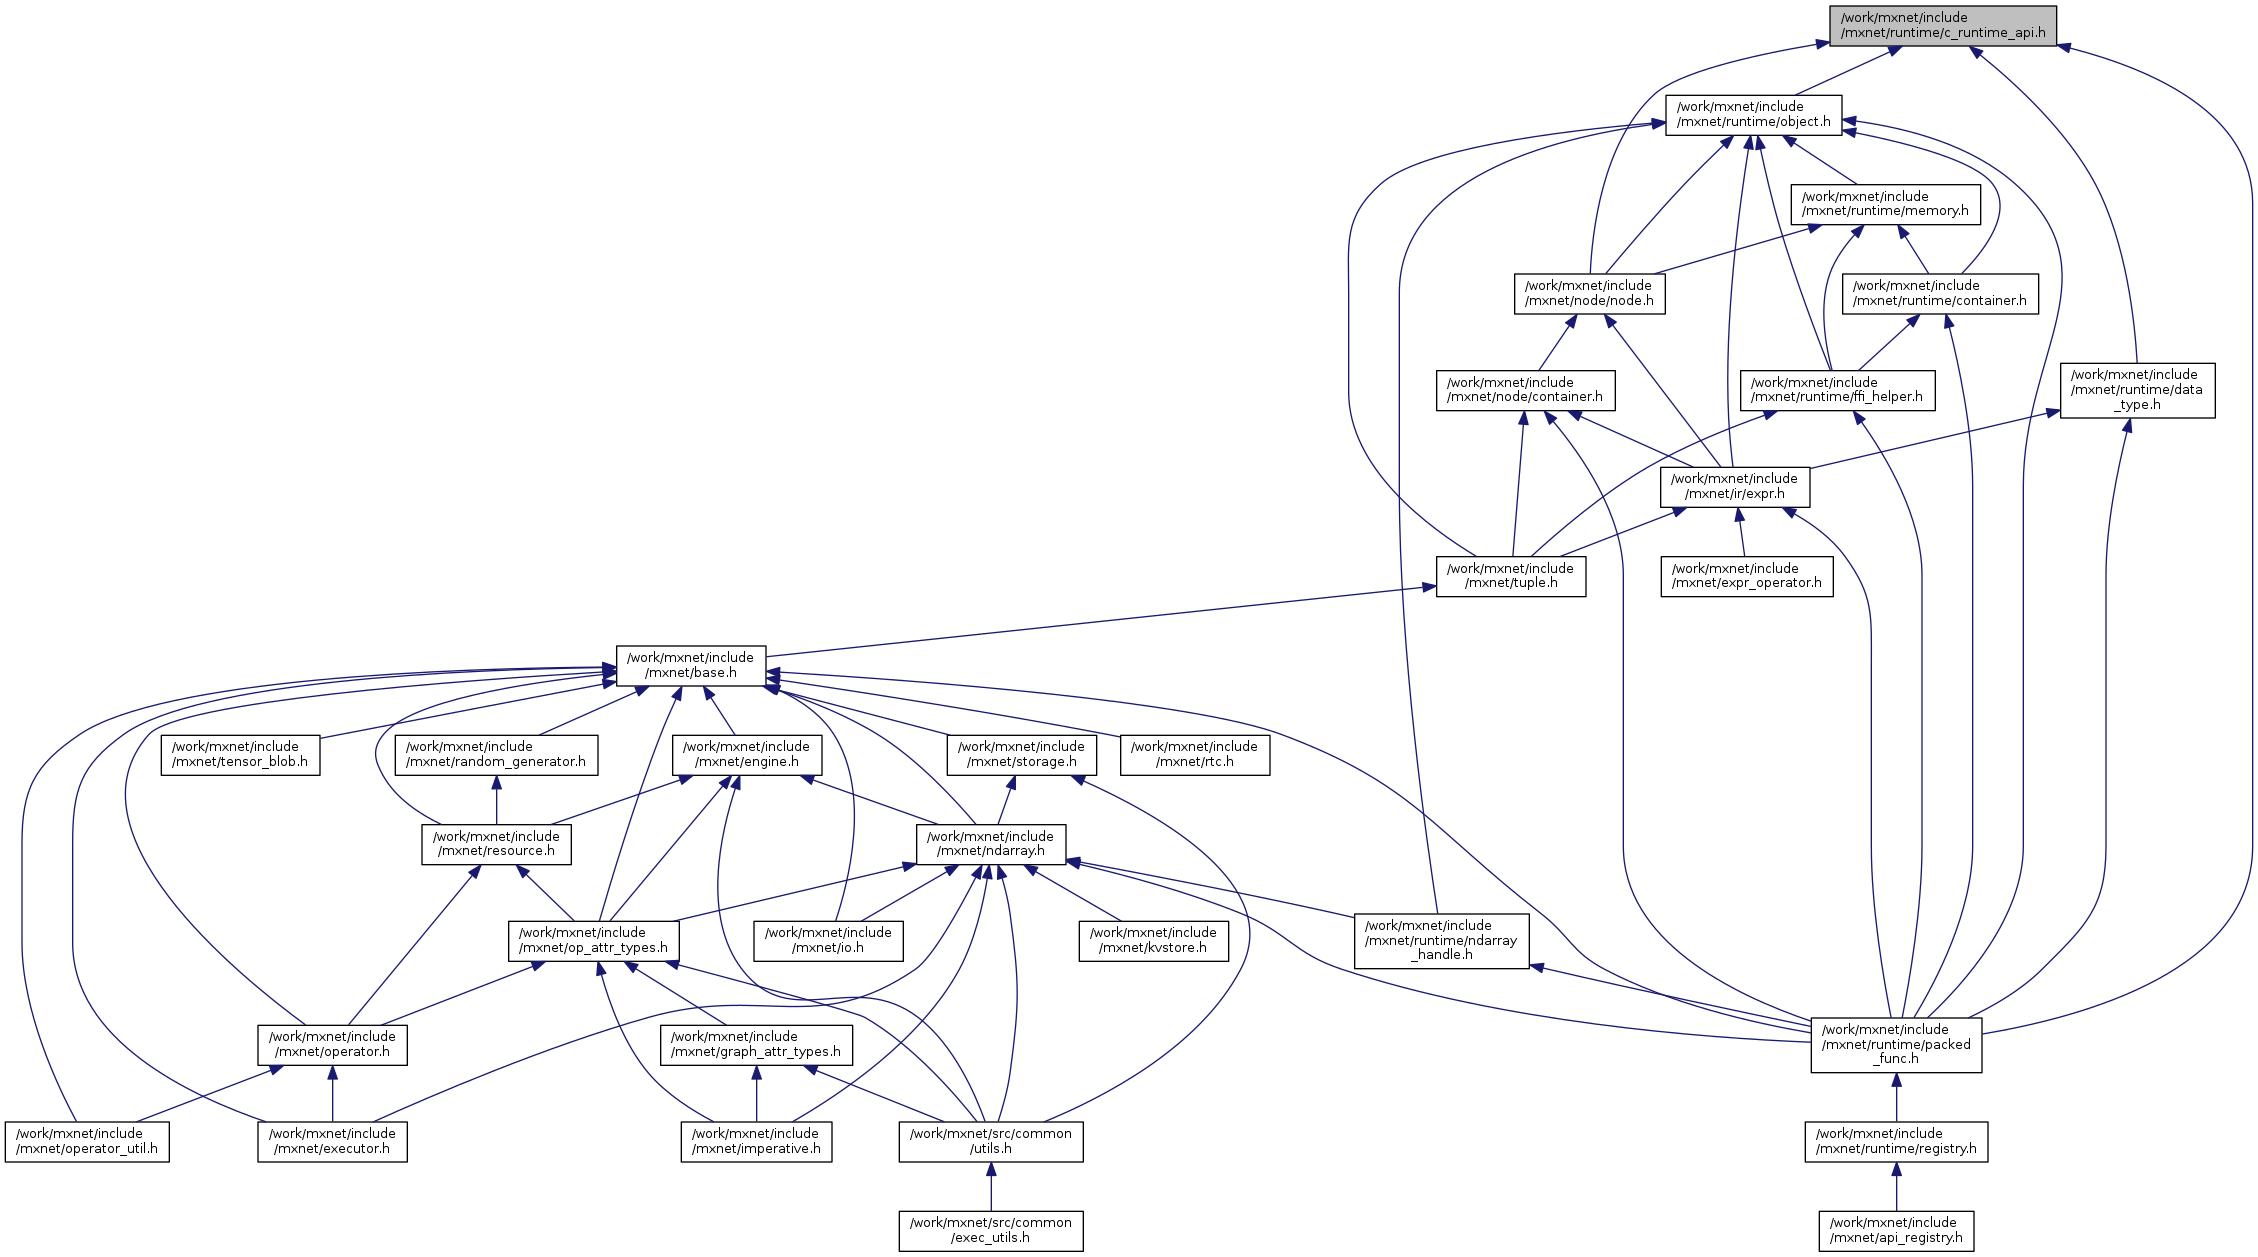 /work/mxnet/include
/mxnet/runtime/c_runtime_api.h
/work/mxnet/include
/mxnet/runtime/object.h
/work/mxnet/include
/mxnet/runtime/memory.h
/work/mxnet/include
/mxnet/node/node.h
/work/mxnet/include
/mxnet/runtime/container.h
/work/mxnet/include
/mxnet/node/container.h
/work/mxnet/include
/mxnet/runtime/ffi_helper.h
/work/mxnet/include
/mxnet/runtime/data
_type.h
/work/mxnet/include
/mxnet/ir/expr.h
/work/mxnet/include
/mxnet/tuple.h
/work/mxnet/include
/mxnet/expr_operator.h
/work/mxnet/include
/mxnet/base.h
/work/mxnet/include
/mxnet/tensor_blob.h
/work/mxnet/include
/mxnet/random_generator.h
/work/mxnet/include
/mxnet/engine.h
/work/mxnet/include
/mxnet/storage.h
/work/mxnet/include
/mxnet/rtc.h
/work/mxnet/include
/mxnet/resource.h
/work/mxnet/include
/mxnet/ndarray.h
/work/mxnet/include
/mxnet/op_attr_types.h
/work/mxnet/include
/mxnet/io.h
/work/mxnet/include
/mxnet/kvstore.h
/work/mxnet/include
/mxnet/runtime/ndarray
_handle.h
/work/mxnet/include
/mxnet/operator.h
/work/mxnet/include
/mxnet/graph_attr_types.h
/work/mxnet/include
/mxnet/runtime/packed
_func.h
/work/mxnet/include
/mxnet/operator_util.h
/work/mxnet/include
/mxnet/executor.h
/work/mxnet/include
/mxnet/imperative.h
/work/mxnet/src/common
/utils.h
/work/mxnet/include
/mxnet/runtime/registry.h
/work/mxnet/src/common
/exec_utils.h
/work/mxnet/include
/mxnet/api_registry.h